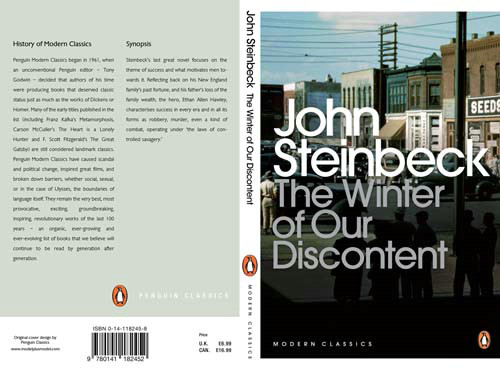 History of Modern Classics
Penguin Modern Classics began in 1961, when
an unconventional Penguin editor – Tony
Godwin – decided that authors of his time
were producing books that deserved classic
status just as much as the works of Dickens or
Homer. Many of the early titles published in the
list (including Franz Kafka's Metamorphosis,
Carson McCuller's The Heart is a Lonely
Hunter and F. Scott Fitzgerald's The Great
Gatsby) are still considered landmark classics.
Penguin Modern Classics have caused scandal
and political change, inspired great films, and
broken down barriers, whether social, sexual,
or in the case of Ulysses, the boundaries of
language itself. They remain the very best, most
provocative, exciting, groundbreaking,
inspiring, revolutionary works of the last 100
years – an organic, ever-growing and
ever-evolving list of books that we believe will
continue to be read by generation after
generation.
Synopsis
Steinbeck's last great novel focuses on the
theme of success and what motivates men tow-
wards it. Reflecting back on his New England
family's past fortune, and his father's loss of the
family wealth, the hero, Ethan Allen Hawley,
characterises success in every era and in all its
forms as robbery, murder, even a kind of
combat, operating under 'the laws of con-
trolled savagery.'
PENGUIN CLASSICS
Original cover design by
Penguin Classics
www.modelplusmodel.com
ISBN 0-14-118245-8
9 780141 182452
Price
U.K. £6.99
CAN. £16.99
John Steinbeck The Winter of Our Discontent
MODERN CLASSICS
John
Steinbeck
The Winter
of Our
Discontent
SEEDS
MODERN CLASSICS